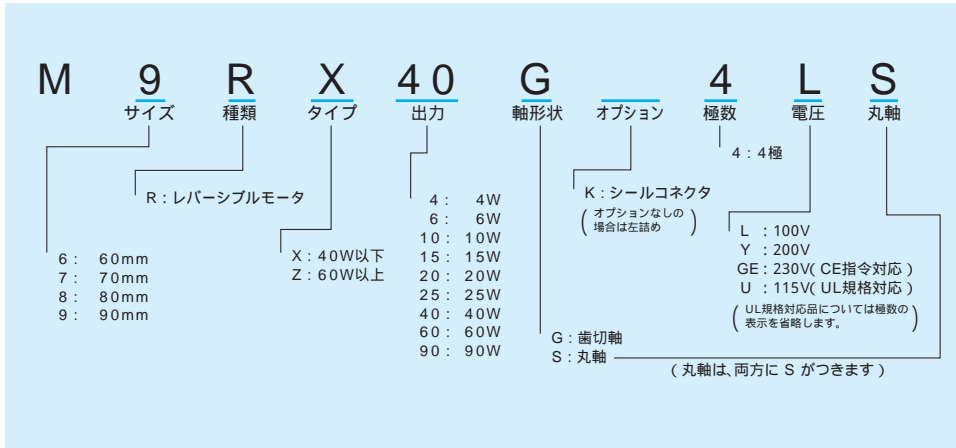 M 9 R X 40 G 4 L S
サイズ 種類 タイプ 出力 軸形状 オプション 極数 電圧 丸軸
4:4極
R:レバーシブルモータ
K:シールコネクタ
(オプションなしの
場合は左詰め)
6: 60mm
7: 70mm
8: 80mm
9: 90mm
X:40W以下
Z:60W以上
4: 4W
6: 6W
10: 10W
15: 15W
20: 20W
25: 25W
40: 40W
60: 60W
90: 90W
L :100V
Y :200V
GE:230V(CE指令対応)
U :115V(UL規格対応)
(UL規格対応品については極数の
表示を省略します。)
G:歯切軸
S:丸軸
(丸軸は、両方に S がつきます)